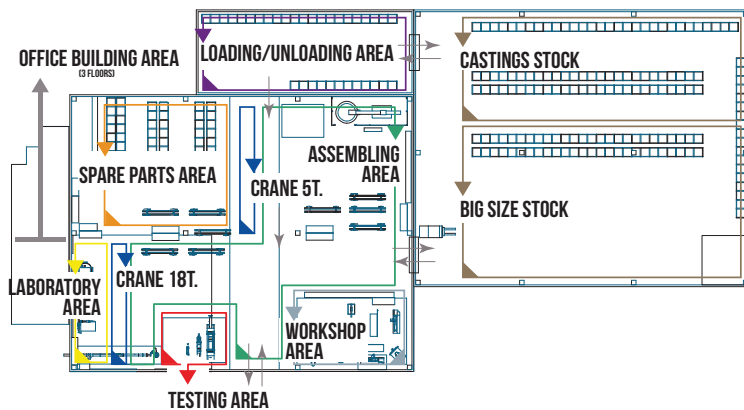 OFFICE BUILDING AREA
(3 FLOORS)
LOADING/UNLOADING AREA
CASTINGS STOCK
ASSEMBLING
AREA
SPARE PARTS AREA
CRANE 5T.
BIG SIZE STOCK
LABORATORY
AREA
CRANE 18T.
WORKSHOP
AREA
TESTING AREA